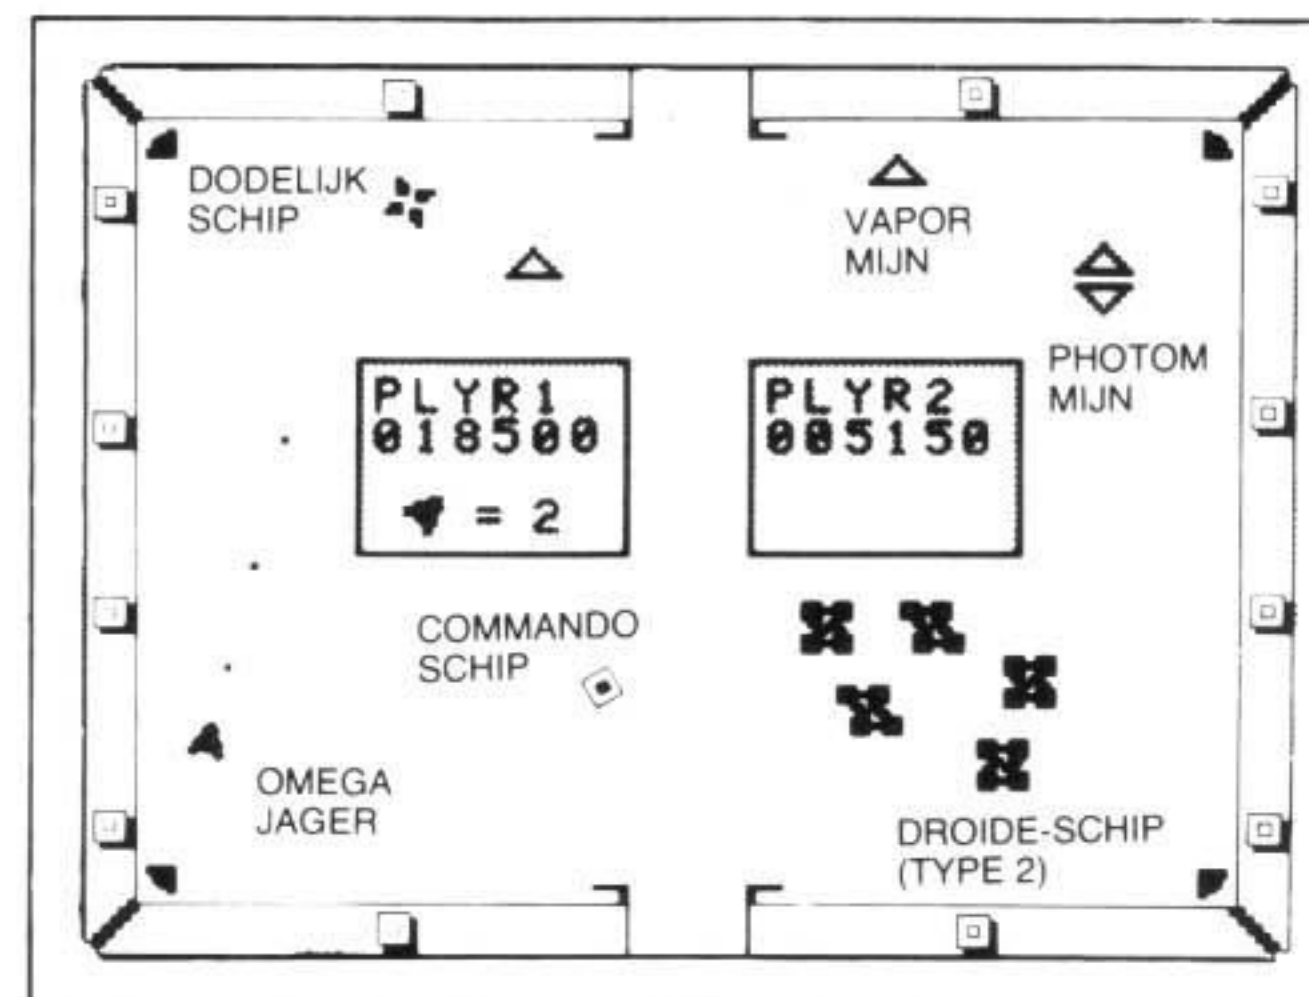 DODELIJK
SCHIP
VAPOR
MIJN
PHOTOM
MIJN
PLYR1
018500
= 2
PLYR2
005150
COMMANDO
SCHIP
OMEGA
JAGER
DROIDE-SCHIP
(TYPE 2)